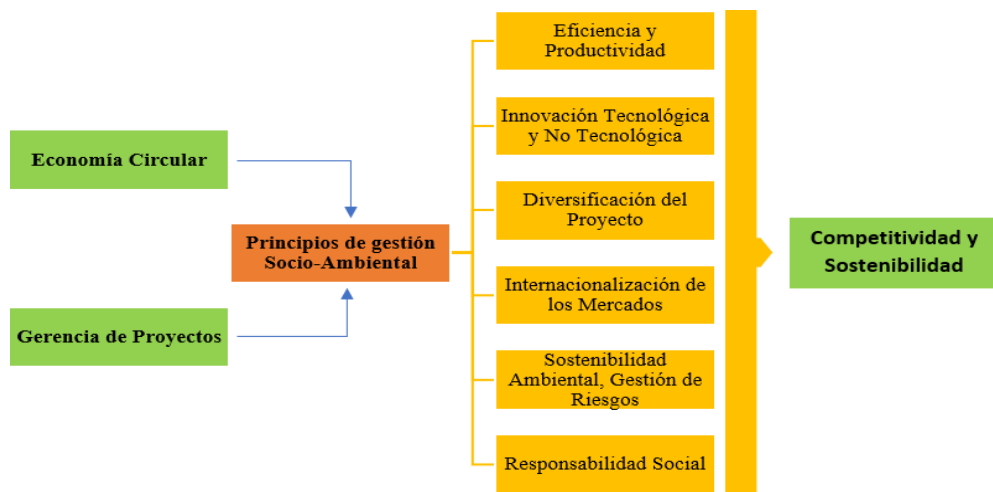 Economía Circular
Gerencia de Proyectos
Principios de gestión
Socio-Ambiental
Eficiencia y
Productividad
Innovación Tecnológica
y No Tecnológica
Diversificación del
Proyecto
Internacionalización de
los Mercados
Sostenibilidad
Ambiental, Gestión de
Riesgos
Responsabilidad Social
Competitividad y
Sostenibilidad